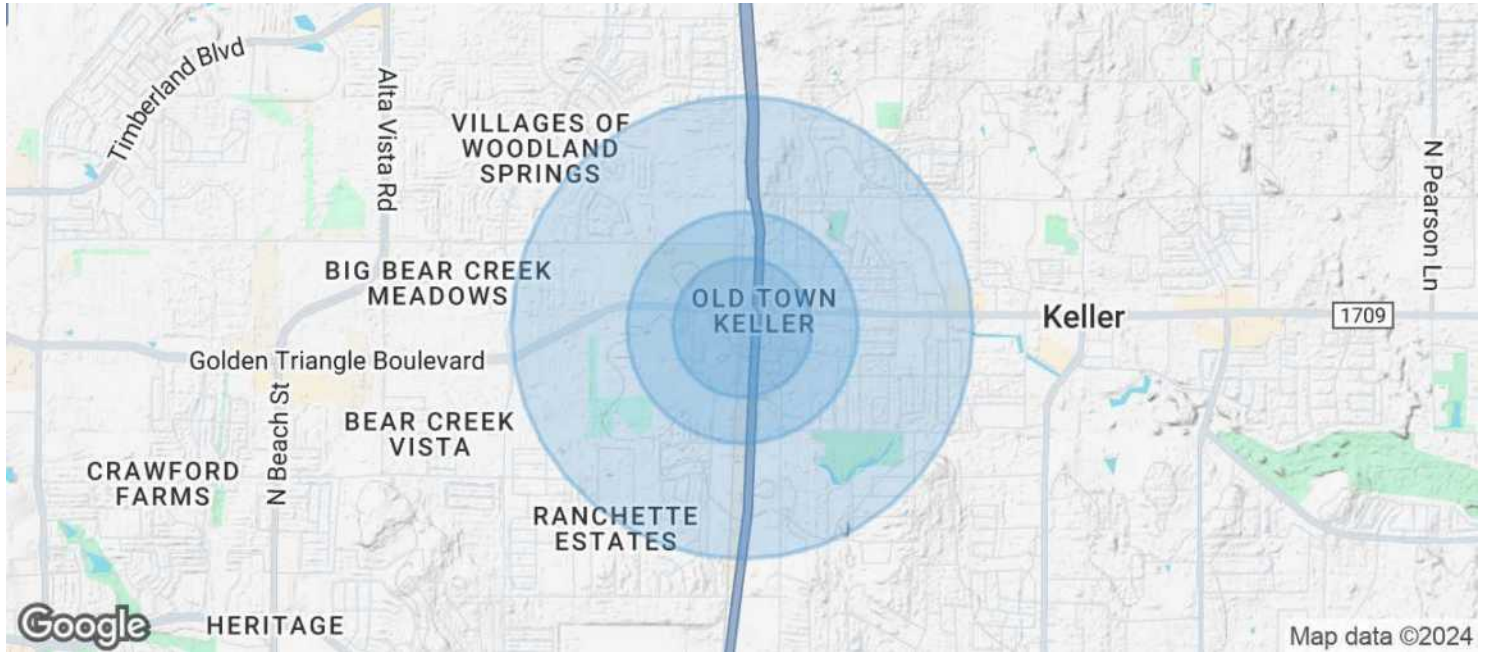 Timberland Blvd
Alta Vista Rd
VILLAGES OF
WOODLAND
SPRINGS
N Pearson Ln
BIG BEAR CREEK
MEADOWS
OLD TOWN
KELLER
Keller
1709
Golden Triangle Boulevard
N Beach St
BEAR CREEK
VISTA
CRAWFORD
FARMS
RANCHETTE
ESTATES
HERITAGE
Google
Map data ©2024